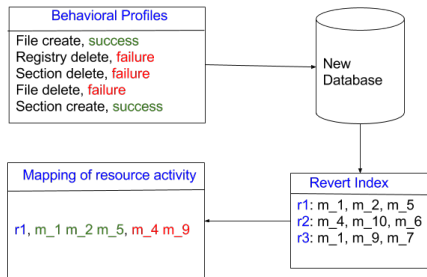 Behavioral Profiles
File create, success
Registry delete, failure
Section delete, failure
File delete, failure
Section create, success
New
Database
Mapping of resource activity
r1, m_1 m_2 m_5, m_4 m_9
Revert Index
r1: m_1, m_2, m_5
r2: m_4, m_10, m_6
r3: m_1, m_9, m_7